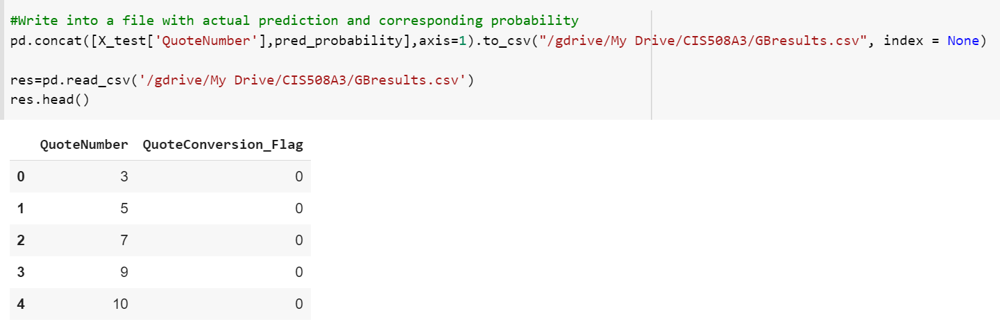 #Write into a file with actual prediction and corresponding probability
pd.concat([X_test['QuoteNumber'],pred_probability],axis=1).to_csv("/gdrive/My Drive/CIS508A3/GBresults.csv", index = None)
res=pd.read_csv('/gdrive/My Drive/CIS508A3/GBresults.csv')
res.head()
QuoteNumber QuoteConversion_Flag
0 3 0
1 5 0
2 7 0
3 9 0
4 10 0